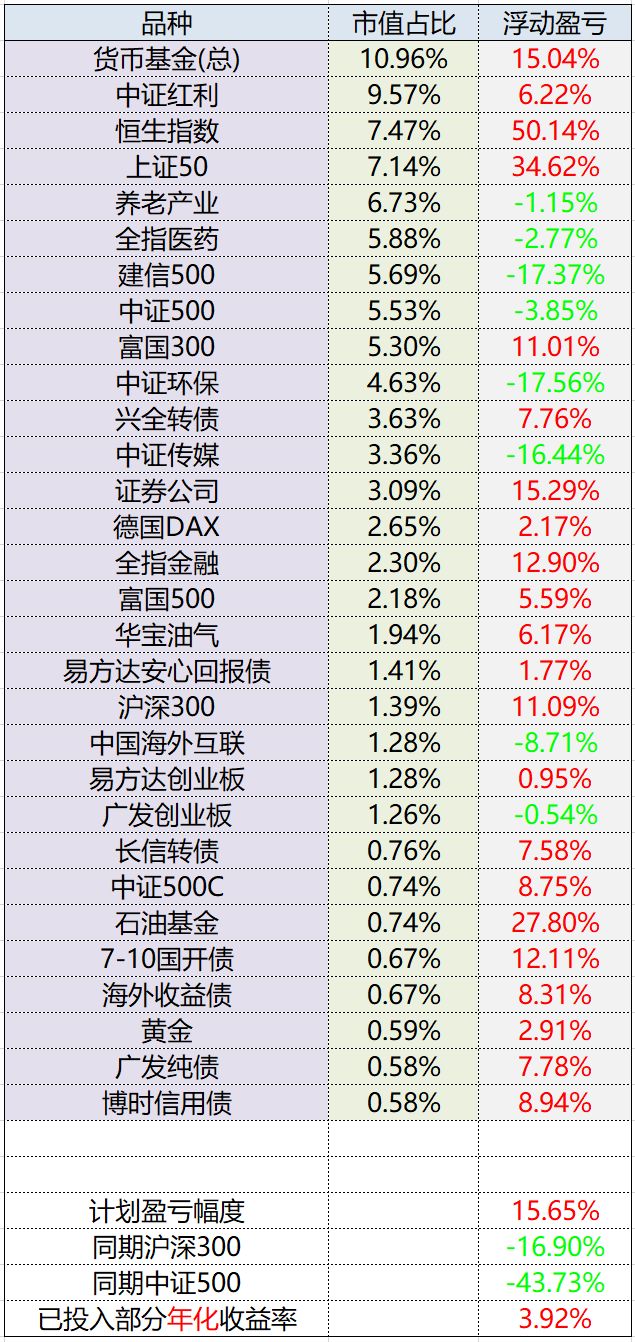 品种 市值占比 浮动盈亏
货币基金(总) 10.96% 15.04%
中证红利 9.57% 6.22%
恒生指数 7.47% 50.14%
上证50 7.14% 34.62%
养老产业 6.73% -1.15%
全指医药 5.88% -2.77%
建信500 5.69% -17.37%
中证500 5.53% -3.85%
富国300 5.30% 11.01%
中证环保 4.63% -17.56%
兴全转债 3.63% 7.76%
中证传媒 3.36% -16.44%
证券公司 3.09% 15.29%
德国DAX 2.65% 2.17%
全指金融 2.30% 12.90%
富国500 2.18% 5.59%
华宝油气 1.94% 6.17%
易方达安心回报债 1.41% 1.77%
沪深300 1.39% 11.09%
中国海外互联 1.28% -8.71%
易方达创业板 1.28% 0.95%
广发创业板 1.26% -0.54%
长信转债 0.76% 7.58%
中证500C 0.74% 8.75%
石油基金 0.74% 27.80%
7-10国开债 0.67% 12.11%
海外收益债 0.67% 8.31%
黄金 0.59% 2.91%
广发纯债 0.58% 7.78%
博时信用债 0.58% 8.94%
计划盈亏幅度 15.65%
同期沪深300 -16.90%
同期中证500 -43.73%
已投入部分年化收益率 3.92%